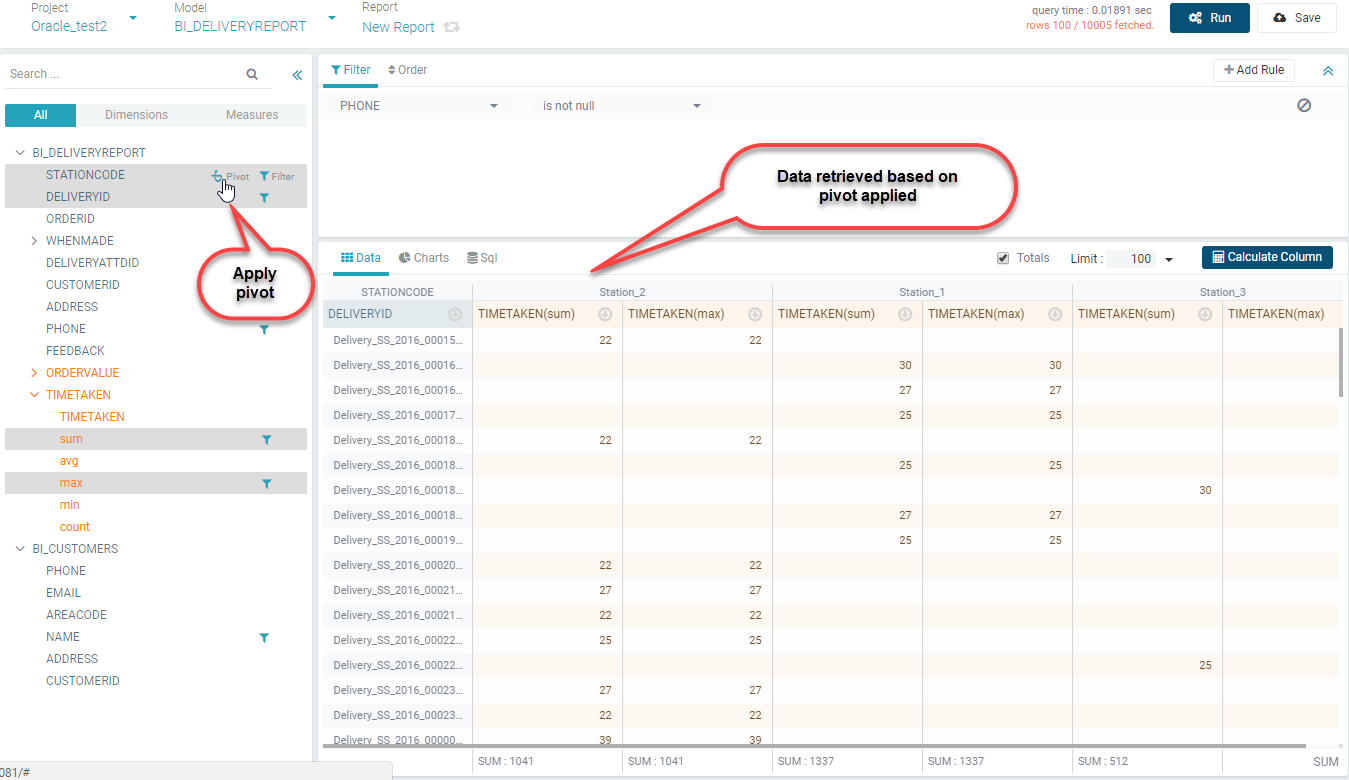 Project
Oracle_test2
Model
BI_DELIVERYREPORT
Report
New Report
query time : 0.01891 sec
rows 100 / 10005 fetched.
Run
Save
Search ...
All Dimensions Measures
BI_DELIVERYREPORT
STATIONCODE Pivot Filter
DELIVERYID
ORDERID
WHENMADE
DELIVERYATTDID
CUSTOMERID
ADDRESS
PHONE
FEEDBACK
ORDERVALUE
TIMETAKEN
TIMETAKEN
sum
avg
max
min
count
BI_CUSTOMERS
PHONE
EMAIL
AREACODE
NAME
ADDRESS
CUSTOMERID
081/#
Apply
pivot
Filter Order Add Rule
PHONE is not null
Data retrieved based on
pivot applied
Data Charts Sql Totals Limit : 100 Calculate Column
STATIONCODE Station_2 Station_1 Station_3
DELIVERYID TIMETAKEN(sum) TIMETAKEN(max) TIMETAKEN(sum) TIMETAKEN(max) TIMETAKEN(sum) TIMETAKEN(max)
Delivery_SS_2016_00015... 22 22
Delivery_SS_2016_00016... 30 30
Delivery_SS_2016_00016... 27 27
Delivery_SS_2016_00017... 25 25
Delivery_SS_2016_00018... 22 22
Delivery_SS_2016_00018... 25 25
Delivery_SS_2016_00018... 30
Delivery_SS_2016_00018... 27 27
Delivery_SS_2016_00019... 25 25
Delivery_SS_2016_00020... 22 22
Delivery_SS_2016_00021... 27 27
Delivery_SS_2016_00021... 22 22
Delivery_SS_2016_00022... 25 25
Delivery_SS_2016_00022... 25
Delivery_SS_2016_00023... 27 27
Delivery_SS_2016_00023... 22 22
Delivery_SS_2016_00000... 39 39
SUM : 1041 SUM : 1041 SUM : 1337 SUM : 1337 SUM : 512 SUM